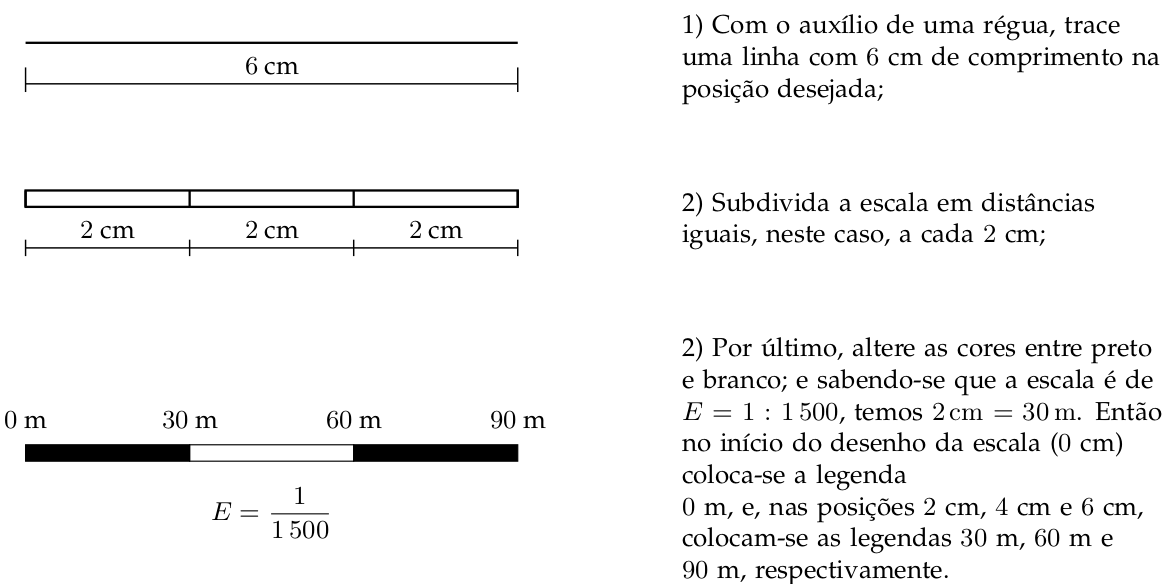 1) Com o auxílio de uma régua, trace
uma linha com 6 cm de comprimento na
posição desejada;
6 cm
2) Subdivida a escala em distâncias
iguais, neste caso, a cada 2 cm;
2 cm 2 cm 2 cm
2) Por último, altere as cores entre preto
e branco; e sabendo-se que a escala é de
E = 1 : 1 500, temos 2 cm = 30 m. Então
no início do desenho da escala (0 cm)
coloca-se a legenda
0 m, e, nas posições 2 cm, 4 cm e 6 cm,
colocam-se as legendas 30 m, 60 m e
90 m, respectivamente.
0 m 30 m 60 m 90 m
E = 1/1 500